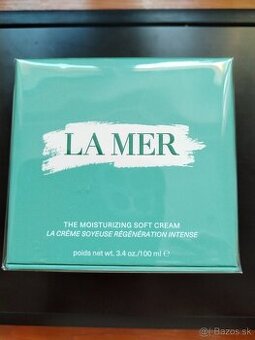 LA MER
THE MOISTURIZING SOFT CREAM
LA CRÈME SOYEUSE RÉGÉNÉRATION INTENSE
poids net wt. 3.4 oz./100 ml ℮
Bazos.sk